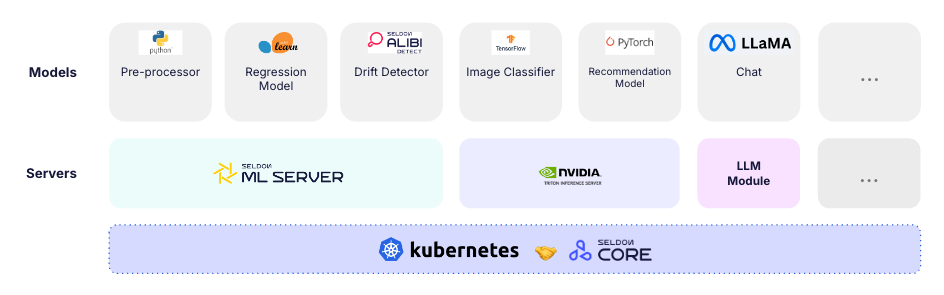 Models
python
Pre-processor
learn
Regression
Model
SELDON
ALIBI
DETECT
Drift Detector
TensorFlow
Image Classifier
PyTorch
Recommendation
Model
LLaMA
Chat
...
Servers
SELDON
ML SERVER
NVIDIA.
TRITON INFERENCE SERVER
LLM
Module
...
kubernetes
SELDON
CORE